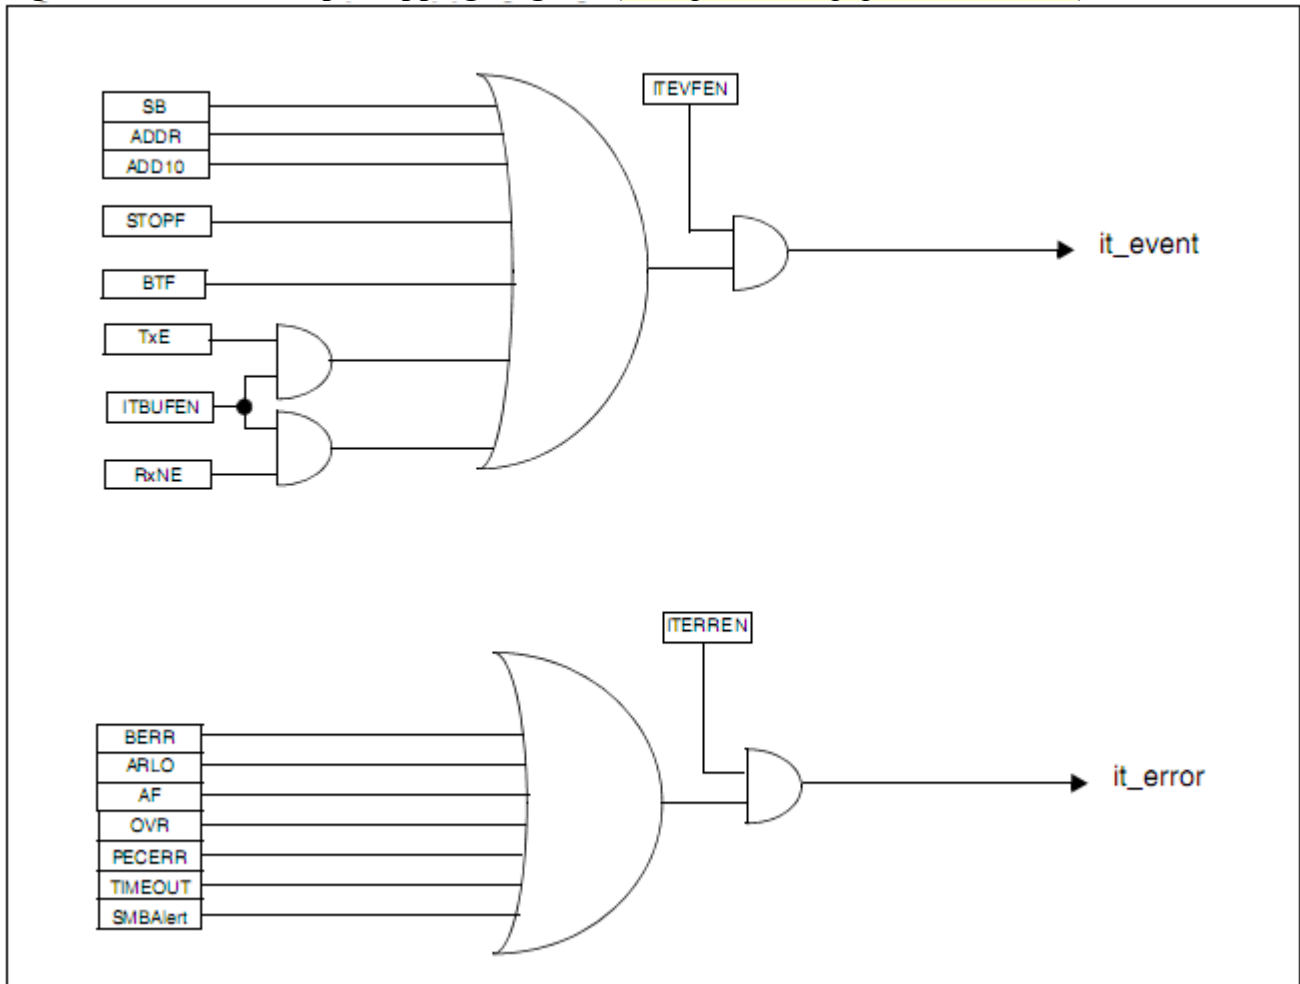 ITEVFEN
SB
ADDR
ADD10
STOPF
it_event
BTF
TxE
ITBUFEN
RxNE
ITERREN
BERR
ARLO
it_error
AF
OVR
PECERR
TIMEOUT
SMBAlert